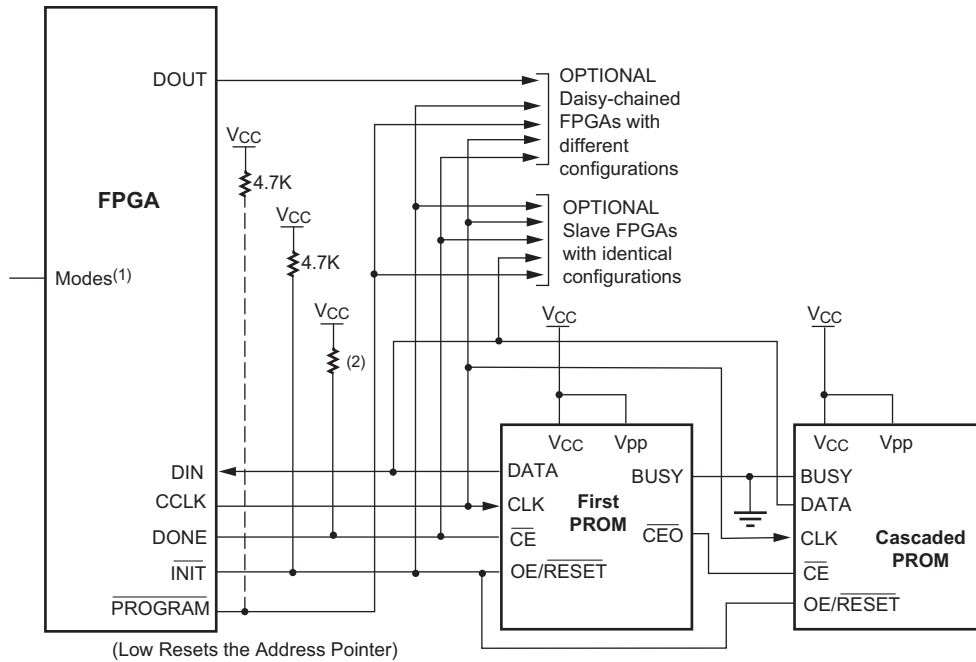 DOUT
OPTIONAL
Daisy-chained
FPGAs with
different
configurations
VCC
4.7K
FPGA
VCC
4.7K
OPTIONAL
Slave FPGAs
with identical
configurations
Modes(1)
VCC
(2)
VCC
VCC
VCC
Vpp
VCC
Vpp
DIN
DATA
BUSY
BUSY
CCLK
CLK
First
PROM
DATA
DONE
CE
CEO
CLK
Cascaded
PROM
INIT
OE/RESET
CE
PROGRAM
OE/RESET
(Low Resets the Address Pointer)